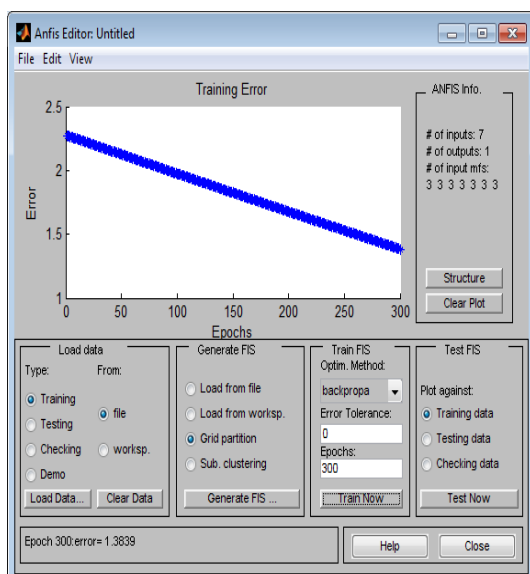 Anfis Editor: Untitled
File Edit View
Training Error
2.5
2
1.5
1
Error
0 50 100 150 200 250 300
Epochs
ANFIS Info.
# of inputs: 7
# of outputs: 1
# of input mfs:
3 3 3 3 3 3 3
Structure
Clear Plot
Load data
Type: From:
Training
file
Testing
Checking
worksp.
Demo
Load Data... Clear Data
Generate FIS
Load from file
Load from worksp.
Grid partition
Sub. clustering
Generate FIS ...
Train FIS
Optim. Method:
backpropa
Error Tolerance:
0
Epochs:
300
Train Now
Test FIS
Plot against:
Training data
Testing data
Checking data
Test Now
Epoch 300:error= 1.3839
Help Close